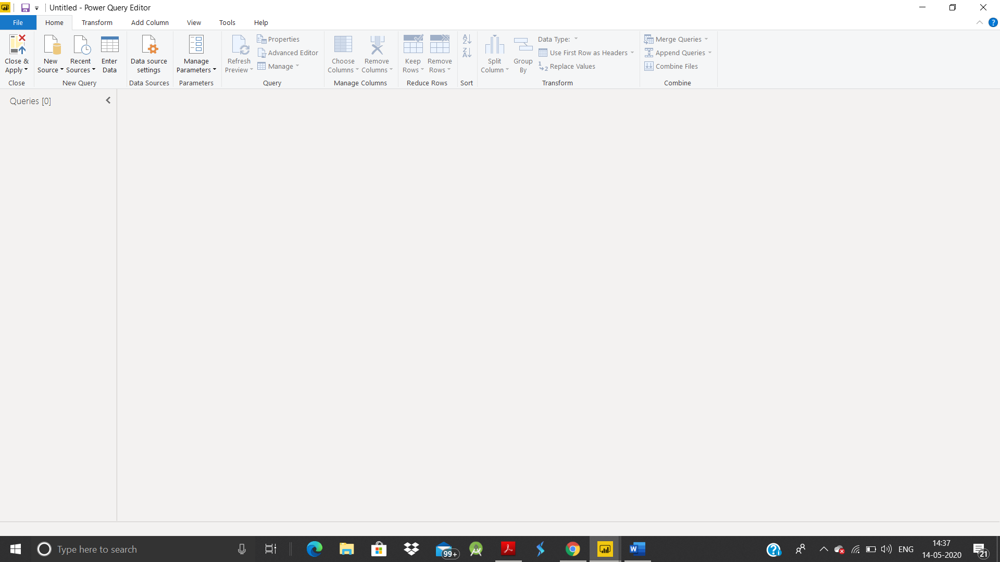 Untitled - Power Query Editor
File Home Transform Add Column View Tools Help
Close & Apply
New Source
Recent Sources
Enter Data
Data source settings
Manage Parameters
Refresh Preview
Properties
Advanced Editor
Manage
Choose Columns
Remove Columns
Keep Rows
Remove Rows
Split Column
Group By
Data Type:
Use First Row as Headers
Replace Values
Merge Queries
Append Queries
Combine Files
Close New Query Data Sources Parameters Query Manage Columns Reduce Rows Sort Transform Combine
Queries [0]
Type here to search
99+
ENG
14:37
14-05-2020
21